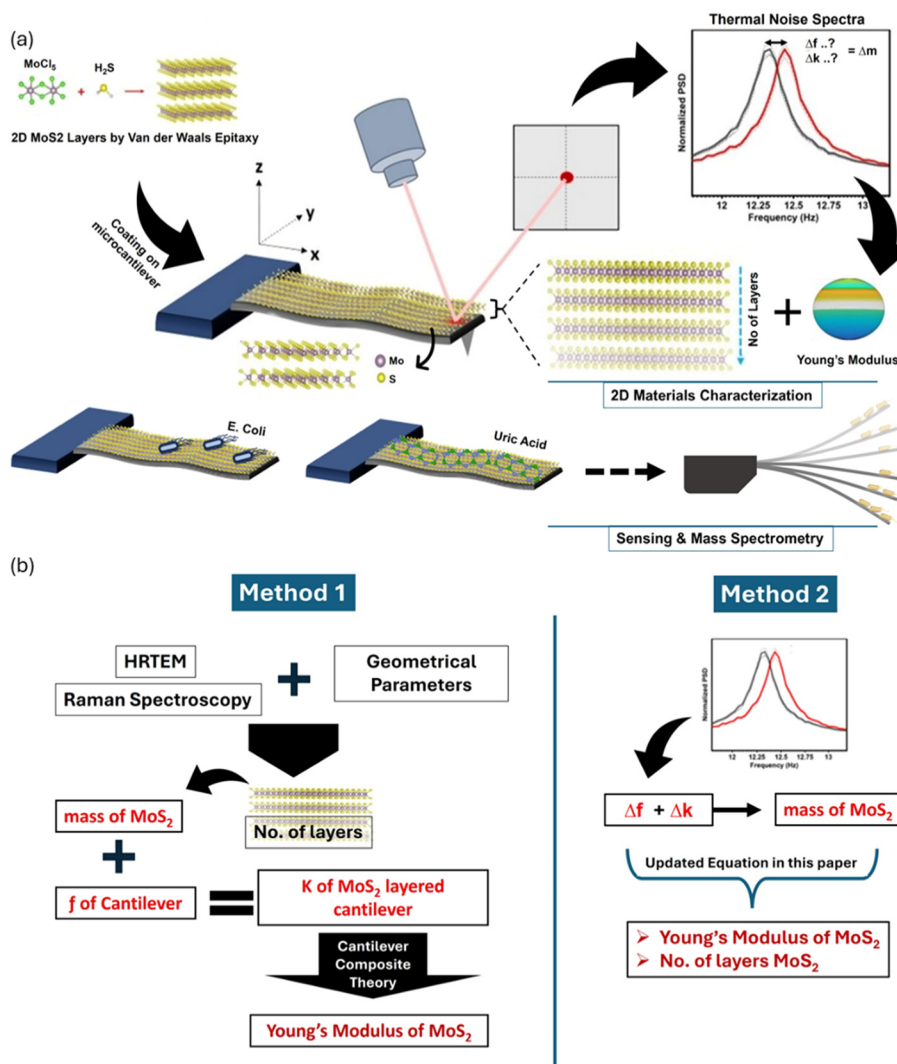 (a)
MoCl5
H2S
+
2D MoS2 Layers by Van der Waals Epitaxy
Coating on
microcantilever
z
y
x
Thermal Noise Spectra
Δf ..?
Δk ..?
= Δm
Normalized PSD
12 12.25 12.5 12.75 13
Frequency (Hz)
No of Layers
+
Young's Modulus
Mo
S
2D Materials Characterization
E. Coli
Uric Acid
Sensing & Mass Spectrometry
(b)
Method 1
HRTEM
Raman Spectroscopy
+
Geometrical
Parameters
No. of layers
mass of MoS2
+
ƒ of Cantilever
=
K of MoS2 layered
cantilever
Cantilever
Composite
Theory
Young's Modulus of MoS2
Method 2
Normalized PSD
12 12.25 12.5 12.75 13
Frequency (Hz)
Δf + Δk
mass of MoS2
Updated Equation in this paper
➢ Young's Modulus of MoS2
➢ No. of layers MoS2